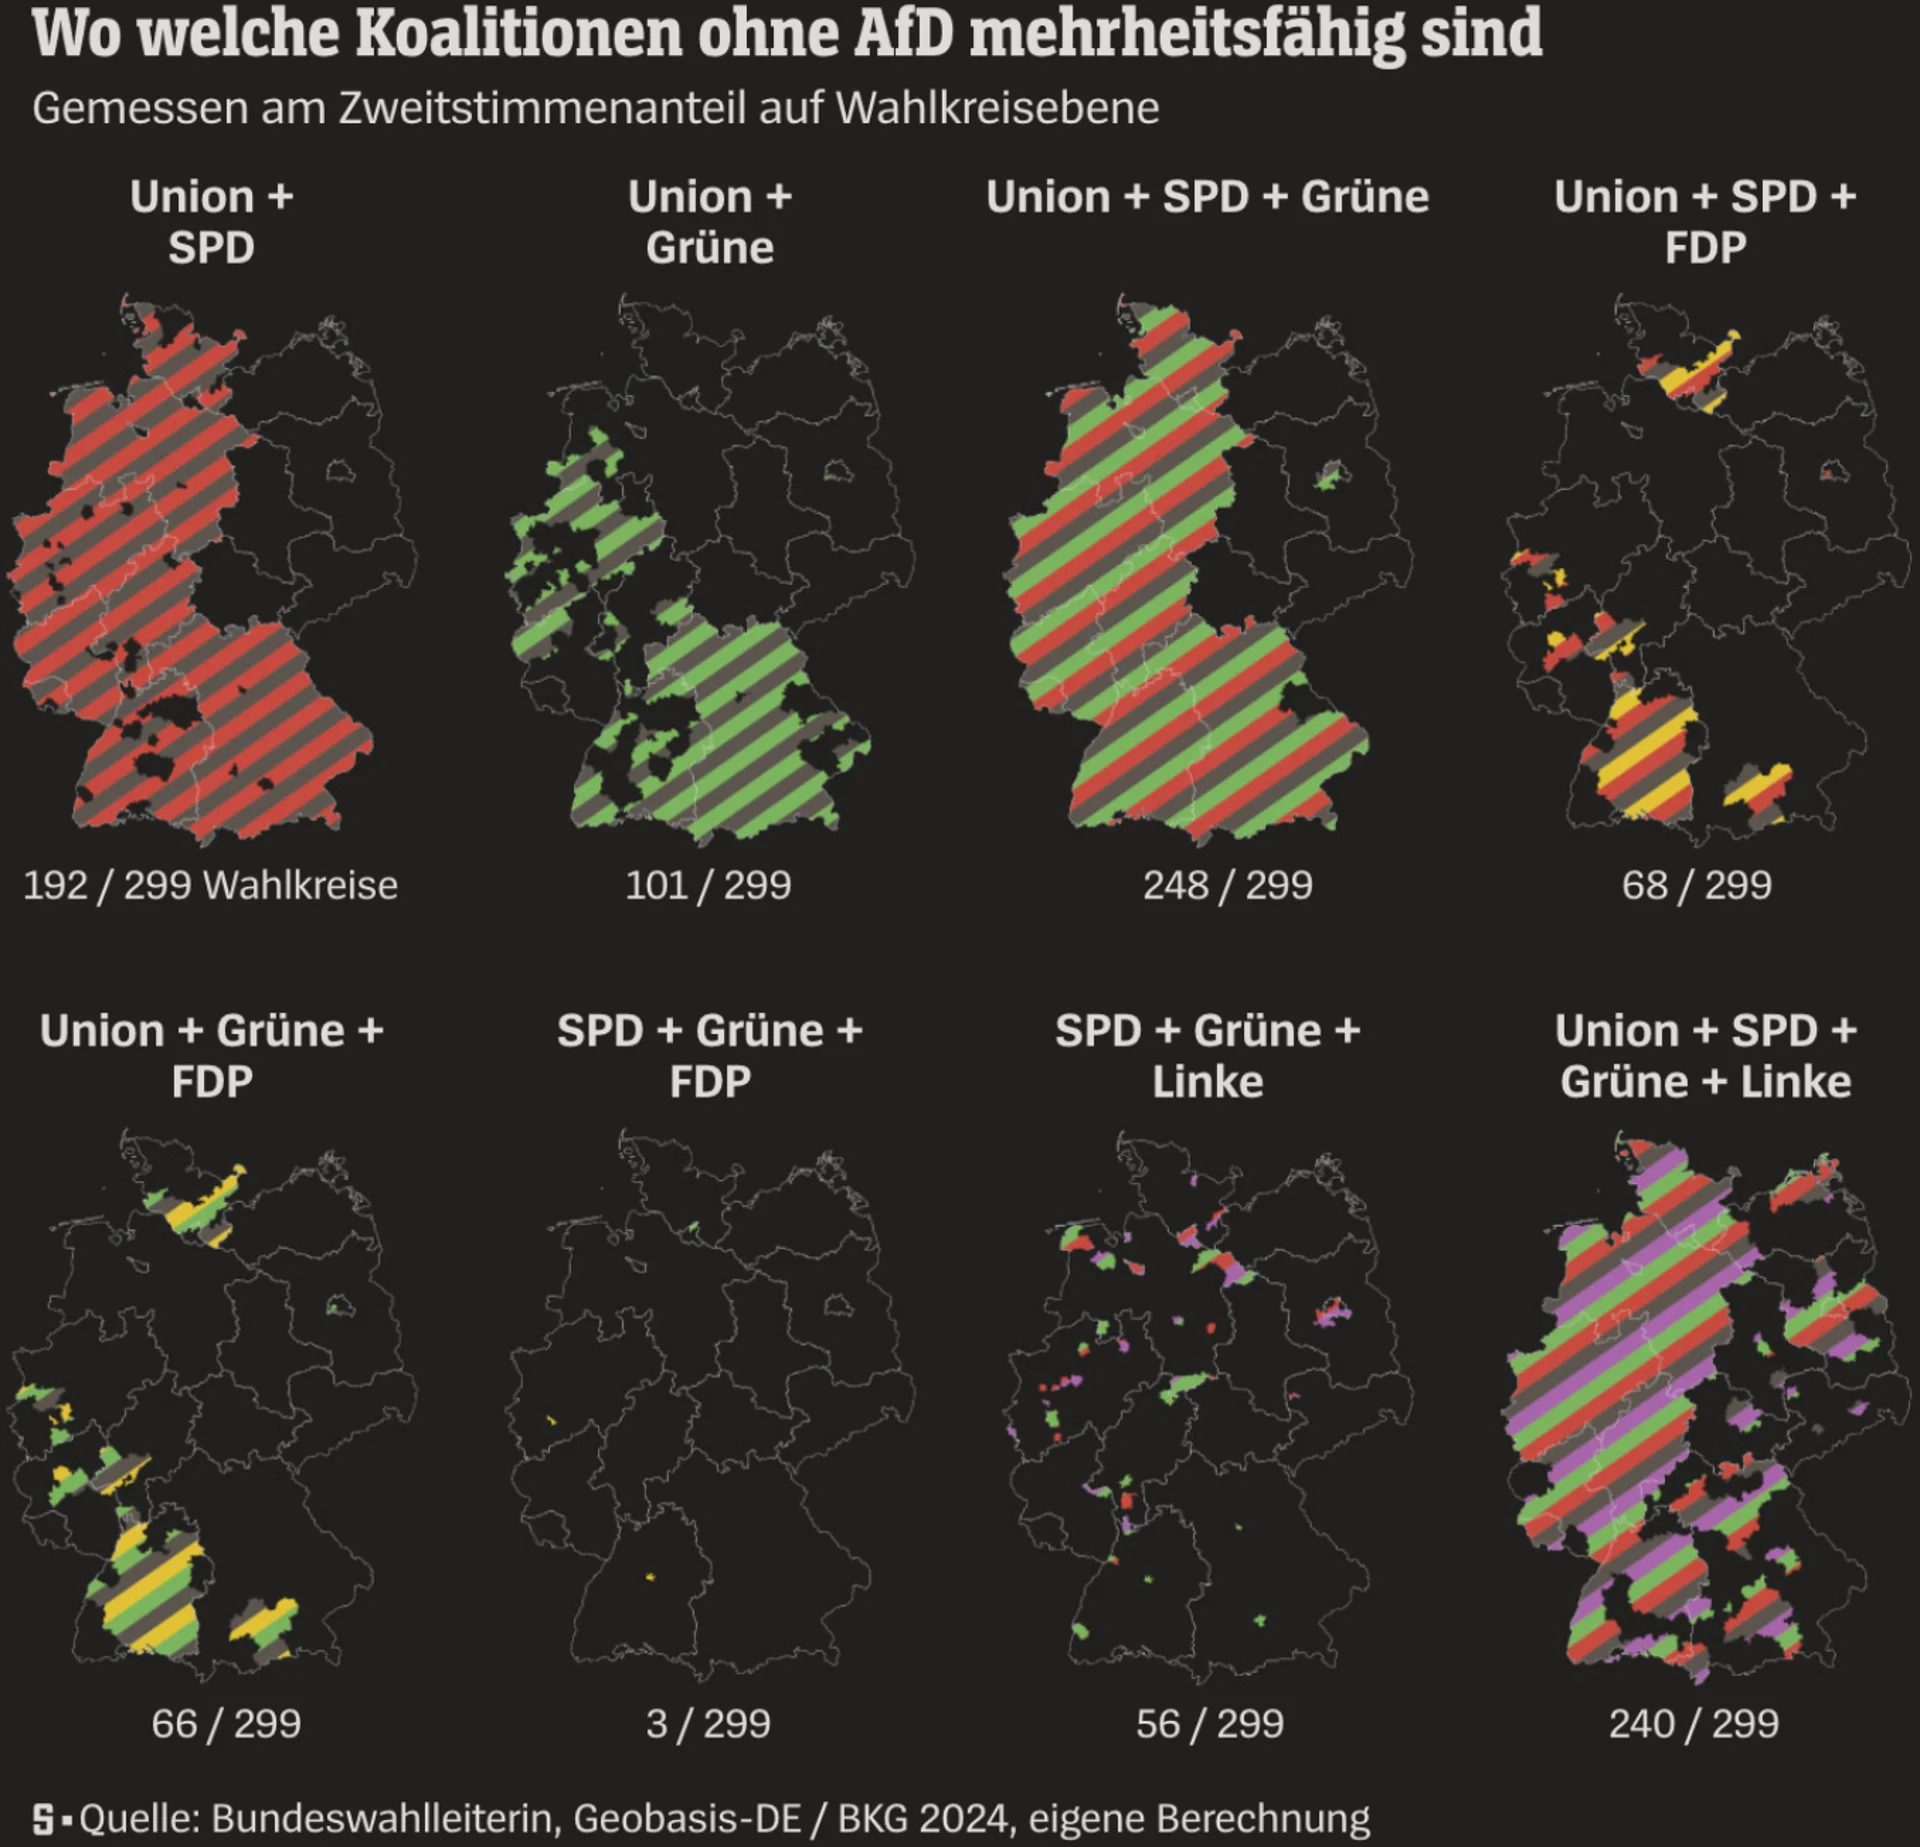 Wo welche Koalitionen ohne AfD mehrheitsfähig sind
Gemessen am Zweitstimmenanteil auf Wahlkreisebene
Union +
SPD
192 / 299 Wahlkreise
Union +
Grüne
101 / 299
Union + SPD + Grüne
248 / 299
Union + SPD +
FDP
68 / 299
Union + Grüne +
FDP
66 / 299
SPD + Grüne +
FDP
3 / 299
SPD + Grüne +
Linke
56 / 299
Union + SPD +
Grüne + Linke
240 / 299
S▪Quelle: Bundeswahlleiterin, Geobasis-DE / BKG 2024, eigene Berechnung